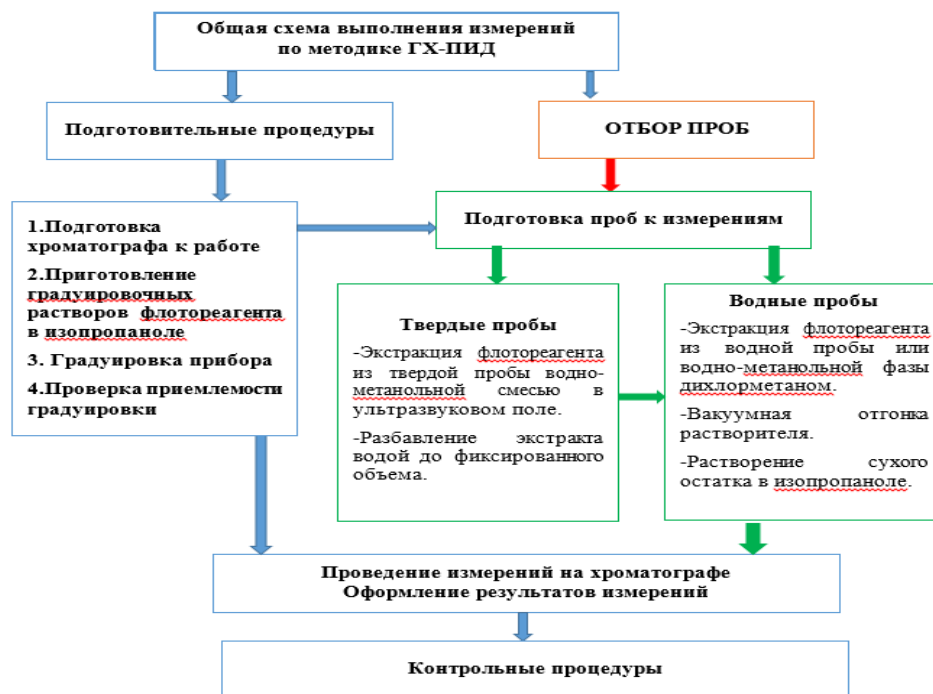 Общая схема выполнения измерений
по методике ГХ-ПИД
Подготовительные процедуры
ОТБОР ПРОБ
1.Подготовка
хроматографа к работе
2.Приготовление
градуировочных
растворов флотореагента
в изопропаноле
3. Градуировка прибора
4.Проверка приемлемости
градуировки
Подготовка проб к измерениям
Твердые пробы
-Экстракция флотореагента
из твердой пробы водно-
метанольной смесью в
ультразвуковом поле.
-Разбавление экстракта
водой до фиксированного
объема.
Водные пробы
-Экстракция флотореагента
из водной пробы или
водно-метанольной фазы
дихлорметаном.
-Вакуумная отгонка
растворителя.
-Растворение сухого
остатка в изопропаноле.
Проведение измерений на хроматографе
Оформление результатов измерений
Контрольные процедуры